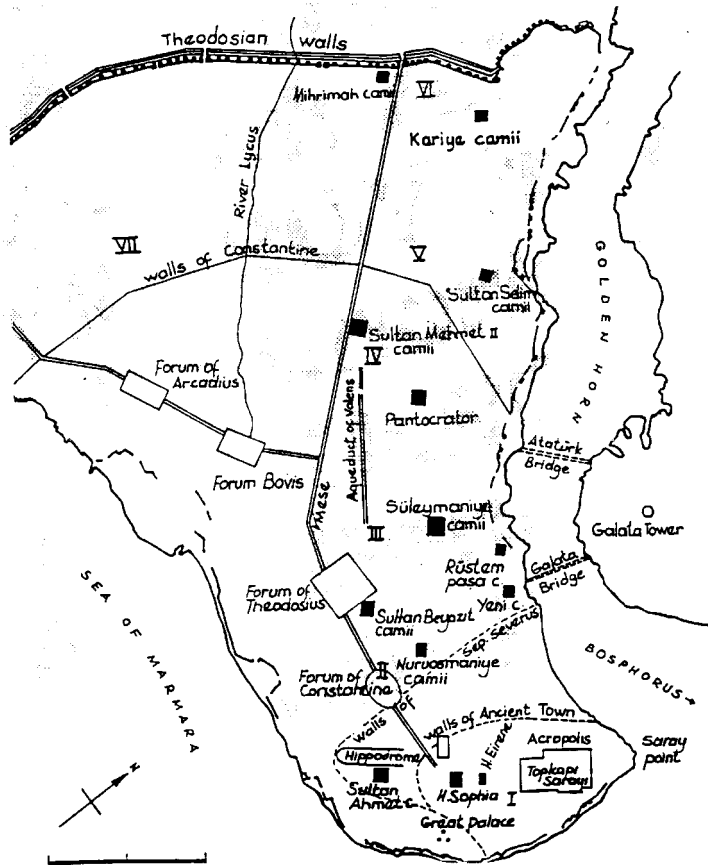 Theodosian walls
Mihrimah camii
VI
Kariye camii
River Lycus
VII
walls of Constantine
V
GOLDEN HORN
Sultan Selim
camii
Sultan Mehmet II
camii
IV
Forum of
Arcadius
Aqueduct of Valens
Pantocrator
Forum Bovis
Mese
Atatürk
Bridge
Süleymaniye
camii
III
Galata Tower
Rüstem
paşa c
Galata
Bridge
Yeni c.
Forum of
Theodosius
Sultan Beyazit
camii
Sep. Severus
SEA OF MARMARA
Nuruosmaniye
camii
BOSPHORUS
II
Forum of
Constantine
walls of
walls of Ancient Town
H. Eirene
Acropolis
Saray
point
Hippodrome
Topkapi
Sarayi
Sultan
Ahmet c
H. Sophia
I
Great Palace
N